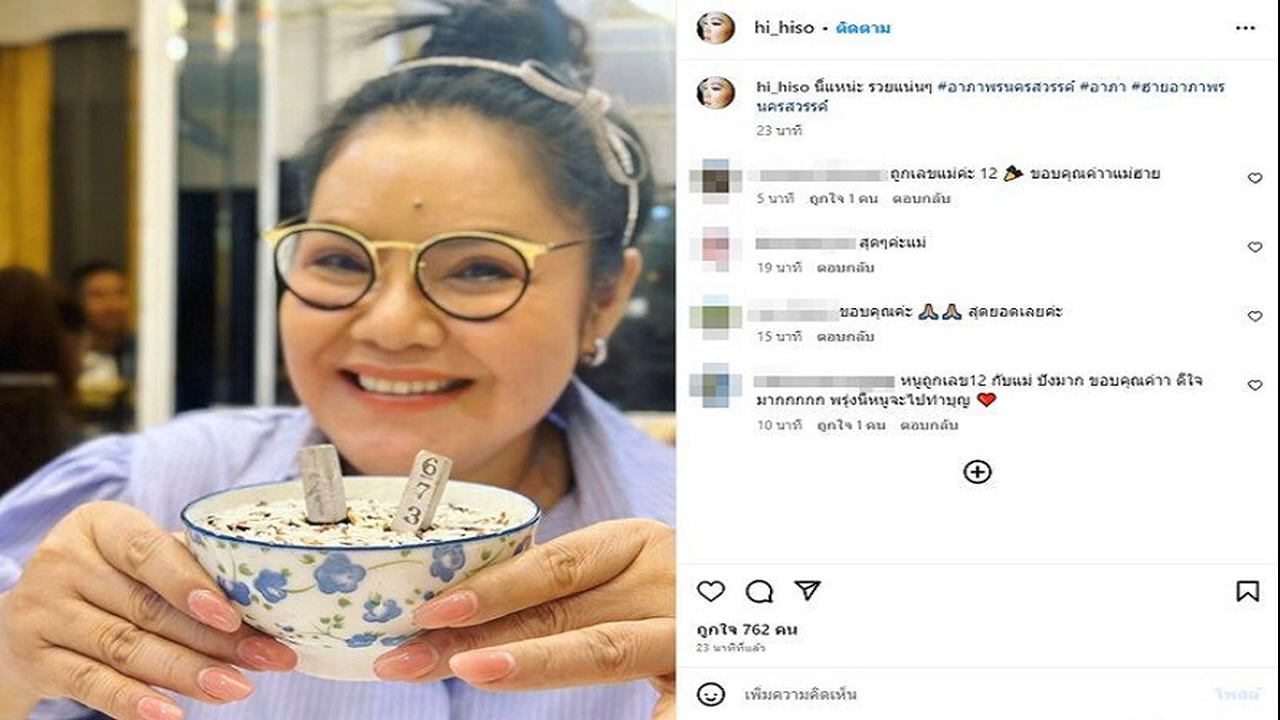 hi_hiso • ติดตาม
hi_hiso นี่แหน่ะ รวยแน่นๆ #อาภาพรนครสวรรค์ #อาภา #ฮายอาภาพร
นครสวรรค์
23 นาที
ถูกเลขแม่ค่ะ 12 🎉 ขอบคุณค่าาแม่ฮาย
5 นาที ถูกใจ 1 คน ตอบกลับ
สุดๆค่ะแม่
19 นาที ตอบกลับ
ขอบคุณค่ะ 🙏🙏 สุดยอดเลยค่ะ
15 นาที ตอบกลับ
หนูถูกเลข12 กับแม่ ปังมาก ขอบคุณค่าา ดีใจ
มากกกกก พรุ่งนี้หนูจะไปทำบุญ ❤️
10 นาที ถูกใจ 1 คน ตอบกลับ
6
7
3
ถูกใจ 762 คน
23 นาทีที่แล้ว
เพิ่มความคิดเห็น
โพสต์